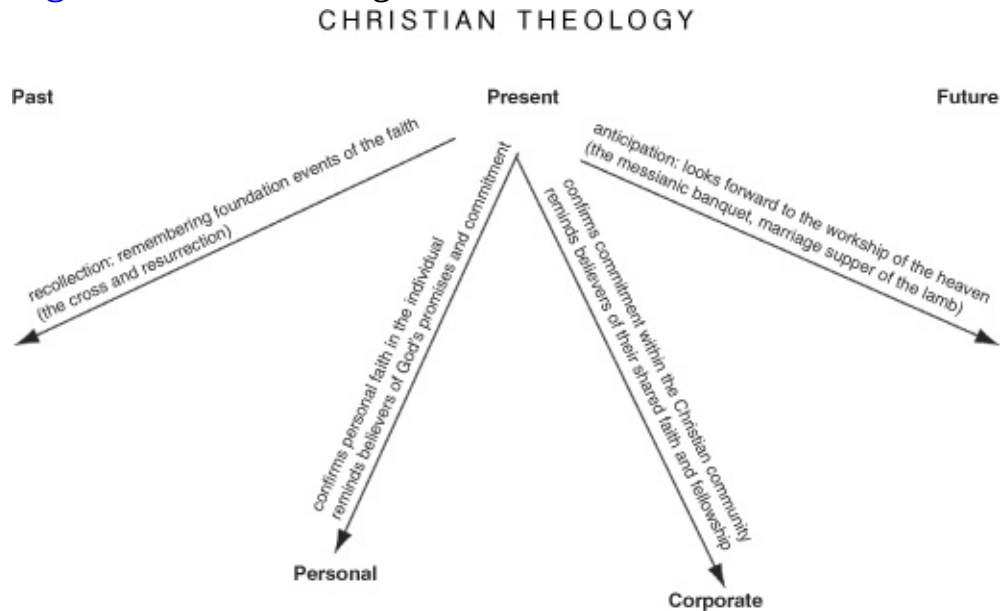 CHRISTIAN THEOLOGY
Past
Present
Future
recollection: remembering foundation events of the faith
(the cross and resurrection)
confirms personal faith in the individual
reminds believers of God's promises and commitment
confirms commitment within the Christian community
reminds believers of their shared faith and fellowship
anticipation: looks forward to the workship of the heaven
(the messianic banquet, marriage supper of the lamb)
Personal
Corporate